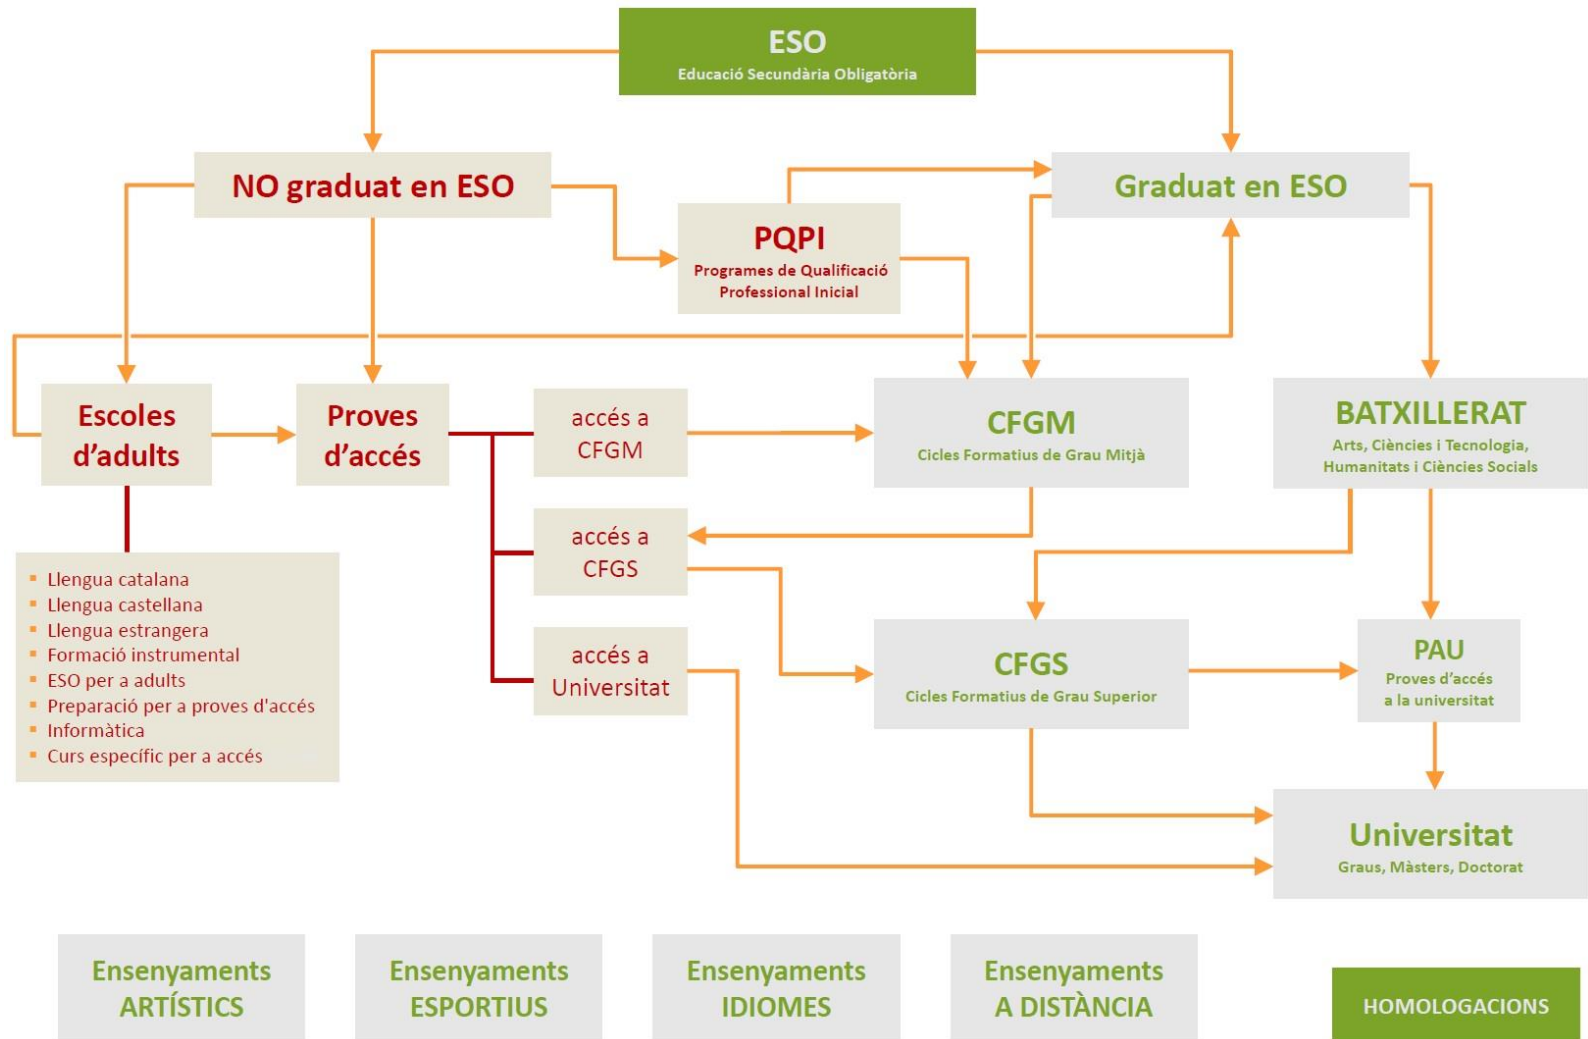 ESO
Educació Secundària Obligatòria
NO graduat en ESO
Graduat en ESO
PQPI
Programes de Qualificació
Professional Inicial
Escoles
d'adults
Proves
d'accés
accés a
CFGM
CFGM
Cicles Formatius de Grau Mitjà
BATXILLERAT
Arts, Ciències i Tecnologia,
Humanitats i Ciències Socials
accés a
CFGS
Llengua catalana
Llengua castellana
Llengua estrangera
Formació instrumental
ESO per a adults
Preparació per a proves d'accés
Informàtica
Curs específic per a accés
accés a
Universitat
CFGS
Cicles Formatius de Grau Superior
PAU
Proves d'accés
a la universitat
Universitat
Graus, Màsters, Doctorat
Ensenyaments
ARTÍSTICS
Ensenyaments
ESPORTIUS
Ensenyaments
IDIOMES
Ensenyaments
A DISTÀNCIA
HOMOLOGACIONS